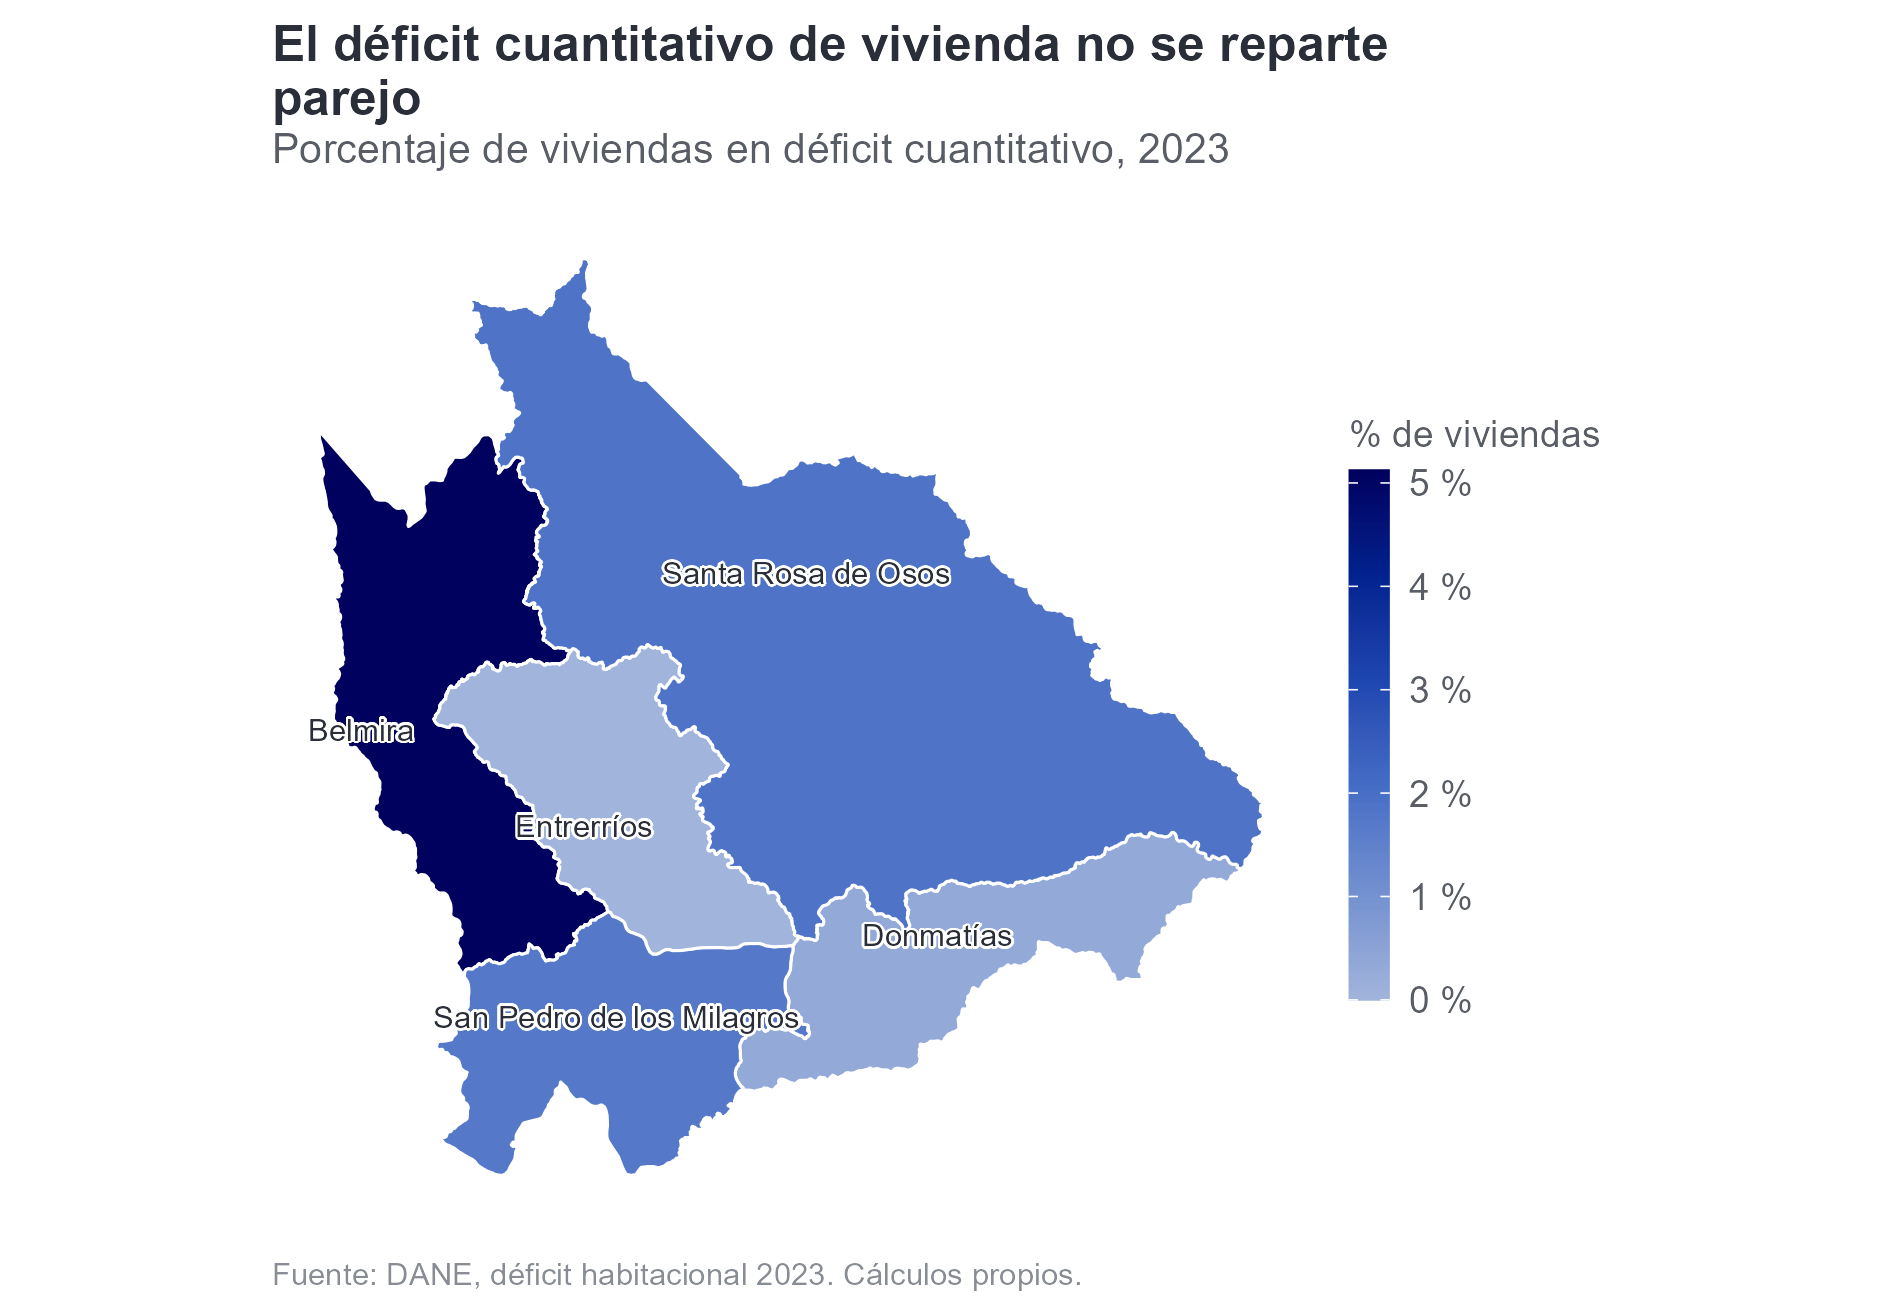 El déficit cuantitativo de vivienda no se reparte
parejo
Porcentaje de viviendas en déficit cuantitativo, 2023
% de viviendas
5 %
4 %
3 %
2 %
1 %
0 %
Santa Rosa de Osos
Belmira
Entrerríos
Donmatías
San Pedro de los Milagros
Fuente: DANE, déficit habitacional 2023. Cálculos propios.